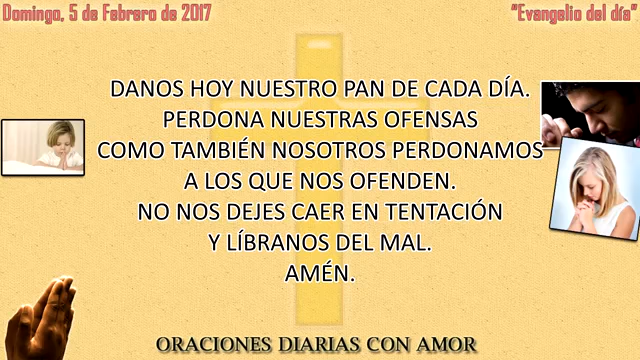 Domingo, 5 de Febrero de 2017
"Evangelio del día"
DANOS HOY NUESTRO PAN DE CADA DÍA.
PERDONA NUESTRAS OFENSAS
COMO TAMBIÉN NOSOTROS PERDONAMOS
A LOS QUE NOS OFENDEN.
NO NOS DEJES CAER EN TENTACIÓN
Y LÍBRANOS DEL MAL.
AMÉN.
ORACIONES DIARIAS CON AMOR